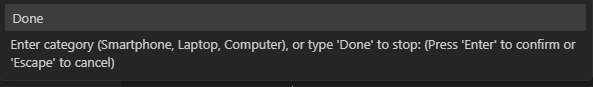 Done
Enter category (Smartphone, Laptop, Computer), or type 'Done' to stop: (Press 'Enter' to confirm or
'Escape' to cancel)